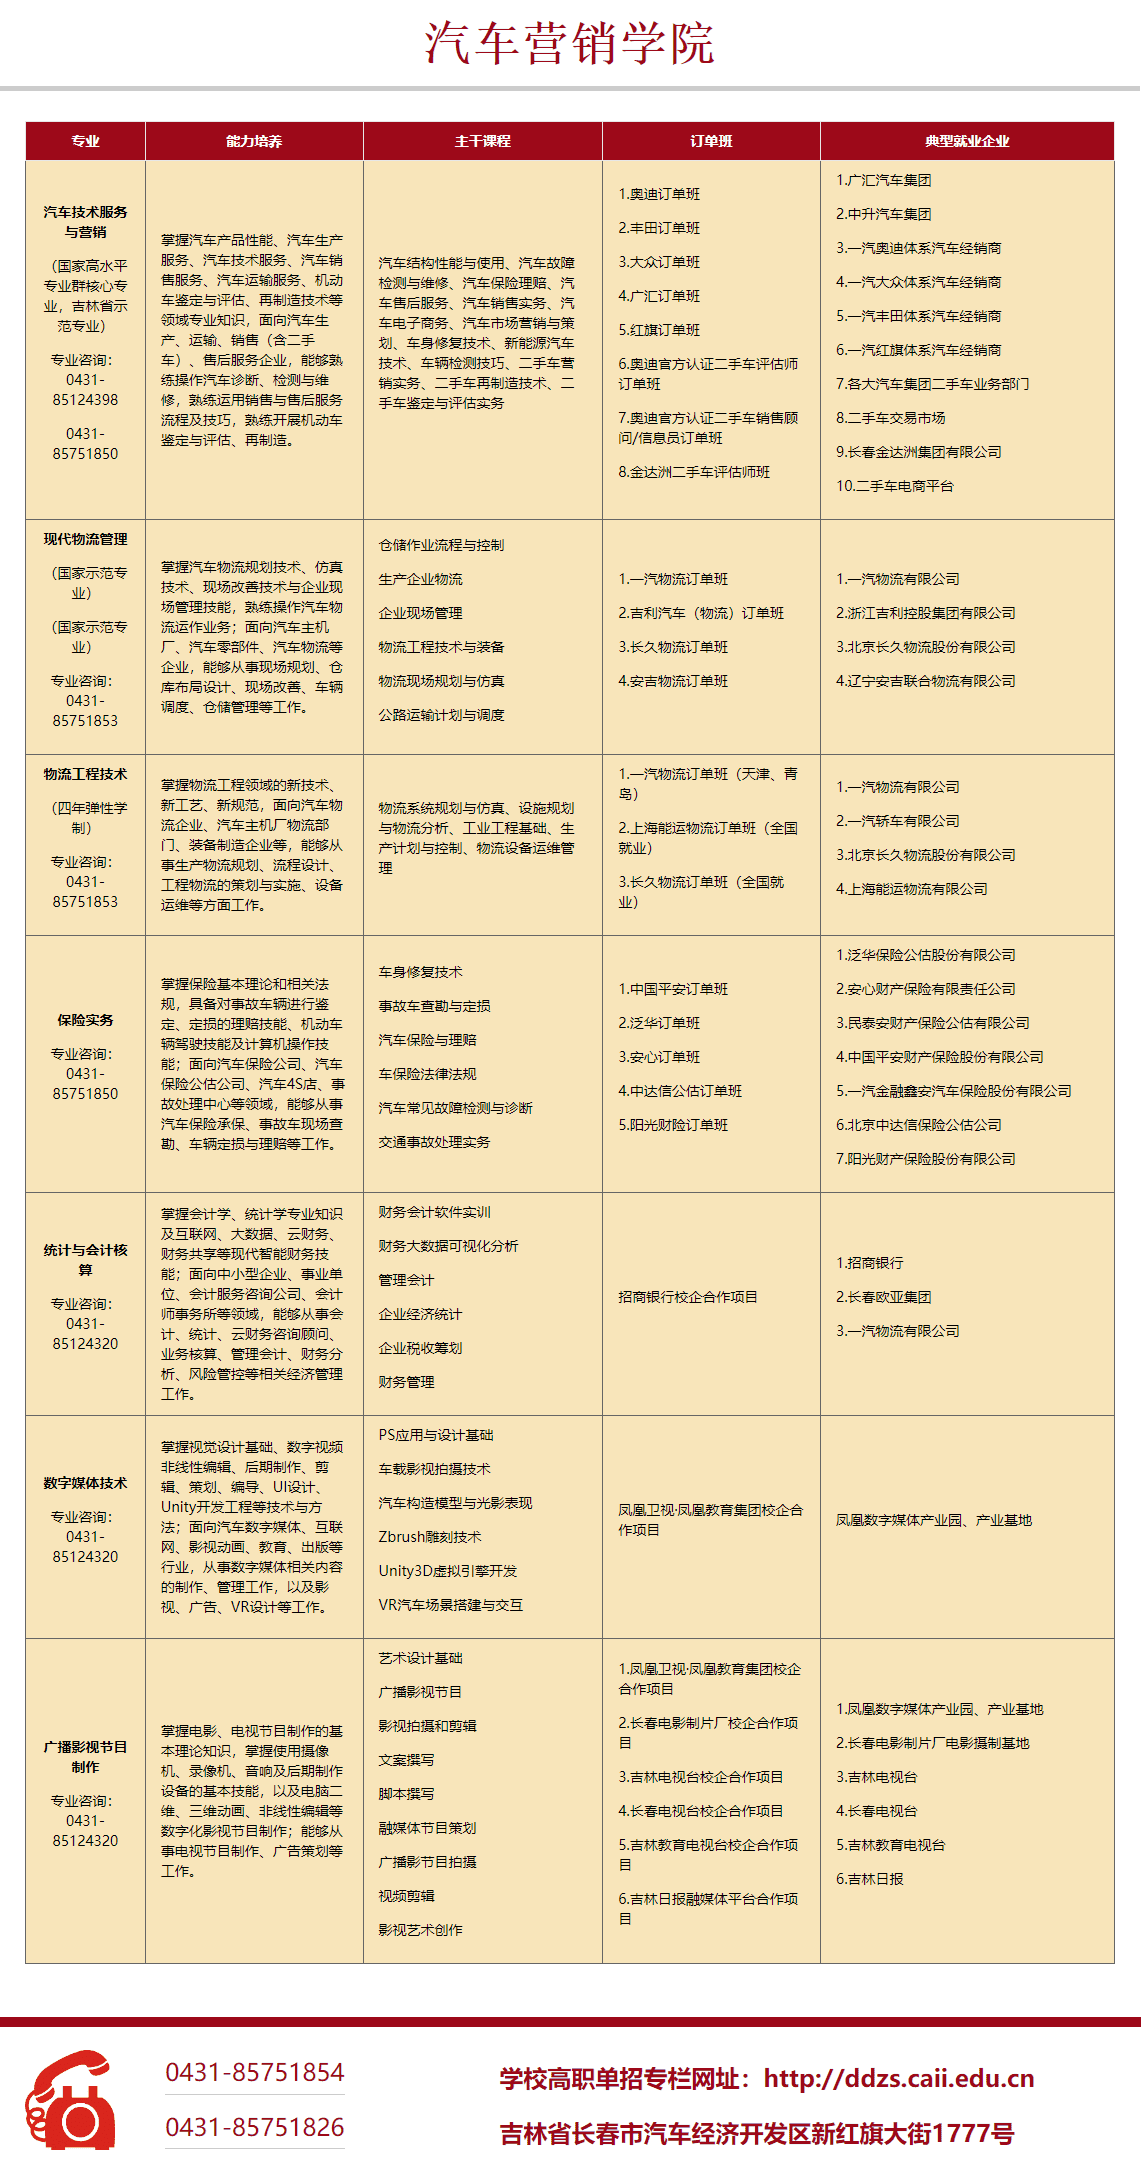 汽车营销学院
专业
能力培养
主干课程
订单班
典型就业企业
汽车技术服务
与营销
（国家高水平
专业群核心专
业，吉林省示
范专业）
专业咨询：
0431-
85124398
0431-
85751850
掌握汽车产品性能、汽车生产
服务、汽车技术服务、汽车销
售服务、汽车运输服务、机动
车鉴定与评估、再制造技术等
领域专业知识，面向汽车生
产、运输、销售（含二手
车）、售后服务企业，能够熟
练操作汽车诊断、检测与维
修，熟练运用销售与售后服务
流程及技巧，熟练开展机动车
鉴定与评估、再制造。
汽车结构性能与使用、汽车故障
检测与维修、汽车保险理赔、汽
车售后服务、汽车销售实务、汽
车电子商务、汽车市场营销与策
划、车身修复技术、新能源汽车
技术、车辆检测技巧、二手车营
销实务、二手车再制造技术、二
手车鉴定与评估实务
1.奥迪订单班
2.丰田订单班
3.大众订单班
4.广汇订单班
5.红旗订单班
6.奥迪官方认证二手车评估师
订单班
7.奥迪官方认证二手车销售顾
问/信息员订单班
8.金达洲二手车评估师班
1.广汇汽车集团
2.中升汽车集团
3.一汽奥迪体系汽车经销商
4.一汽大众体系汽车经销商
5.一汽丰田体系汽车经销商
6.一汽红旗体系汽车经销商
7.各大汽车集团二手车业务部门
8.二手车交易市场
9.长春金达洲集团有限公司
10.二手车电商平台
现代物流管理
（国家示范专
业）
（国家示范专
业）
专业咨询：
0431-
85751853
掌握汽车物流规划技术、仿真
技术、现场改善技术与企业现
场管理技能，熟练操作汽车物
流运作业务；面向汽车主机
厂、汽车零部件、汽车物流等
企业，能够从事现场规划、仓
库布局设计、现场改善、车辆
调度、仓储管理等工作。
仓储作业流程与控制
生产企业物流
企业现场管理
物流工程技术与装备
物流现场规划与仿真
公路运输计划与调度
1.一汽物流订单班
2.吉利汽车（物流）订单班
3.长久物流订单班
4.安吉物流订单班
1.一汽物流有限公司
2.浙江吉利控股集团有限公司
3.北京长久物流股份有限公司
4.辽宁安吉联合物流有限公司
物流工程技术
（四年弹性学
制）
专业咨询：
0431-
85751853
掌握物流工程领域的新技术、
新工艺、新规范，面向汽车物
流企业、汽车主机厂物流部
门、装备制造企业等，能够从
事生产物流规划、流程设计、
工程物流的策划与实施、设备
运维等方面工作。
物流系统规划与仿真、设施规划
与物流分析、工业工程基础、生
产计划与控制、物流设备运维管
理
1.一汽物流订单班（天津、青
岛）
2.上海能运物流订单班（全国
就业）
3.长久物流订单班（全国就
业）
1.一汽物流有限公司
2.一汽轿车有限公司
3.北京长久物流股份有限公司
4.上海能运物流有限公司
保险实务
专业咨询：
0431-
85751850
掌握保险基本理论和相关法
规，具备对事故车辆进行鉴
定、定损的理赔技能、机动车
辆驾驶技能及计算机操作技
能；面向汽车保险公司、汽车
保险公估公司、汽车4S店、事
故处理中心等领域，能够从事
汽车保险承保、事故车现场查
勘、车辆定损与理赔等工作。
车身修复技术
事故车查勘与定损
汽车保险与理赔
车保险法律法规
汽车常见故障检测与诊断
交通事故处理实务
1.中国平安订单班
2.泛华订单班
3.安心订单班
4.中达信公估订单班
5.阳光财险订单班
1.泛华保险公估股份有限公司
2.安心财产保险有限责任公司
3.民泰安财产保险公估有限公司
4.中国平安财产保险股份有限公司
5.一汽金融鑫安汽车保险股份有限公司
6.北京中达信保险公估公司
7.阳光财产保险股份有限公司
统计与会计核
算
专业咨询：
0431-
85124320
掌握会计学、统计学专业知识
及互联网、大数据、云财务、
财务共享等现代智能财务技
能；面向中小型企业、事业单
位、会计服务咨询公司、会计
师事务所等领域，能够从事会
计、统计、云财务咨询顾问、
业务核算、管理会计、财务分
析、风险管控等相关经济管理
工作。
财务会计软件实训
财务大数据可视化分析
管理会计
企业经济统计
企业税收筹划
财务管理
招商银行校企合作项目
1.招商银行
2.长春欧亚集团
3.一汽物流有限公司
数字媒体技术
专业咨询：
0431-
85124320
掌握视觉设计基础、数字视频
非线性编辑、后期制作、剪
辑、策划、编导、UI设计、
Unity开发工程等技术与方
法；面向汽车数字媒体、互联
网、影视动画、教育、出版等
行业，从事数字媒体相关内容
的制作、管理工作，以及影
视、广告、VR设计等工作。
PS应用与设计基础
车载影视拍摄技术
汽车构造模型与光影表现
Zbrush雕刻技术
Unity3D虚拟引擎开发
VR汽车场景搭建与交互
凤凰卫视·凤凰教育集团校企合
作项目
凤凰数字媒体产业园、产业基地
广播影视节目
制作
专业咨询：
0431-
85124320
掌握电影、电视节目制作的基
本理论知识，掌握使用摄像
机、录像机、音响及后期制作
设备的基本技能，以及电脑二
维、三维动画、非线性编辑等
数字化影视节目制作；能够从
事电视节目制作、广告策划等
工作。
艺术设计基础
广播影视节目
影视拍摄和剪辑
文案撰写
脚本撰写
融媒体节目策划
广播影节目拍摄
视频剪辑
影视艺术创作
1.凤凰卫视·凤凰教育集团校企
合作项目
2.长春电影制片厂校企合作项
目
3.吉林电视台校企合作项目
4.长春电视台校企合作项目
5.吉林教育电视台校企合作项
目
6.吉林日报融媒体平台合作项
目
1.凤凰数字媒体产业园、产业基地
2.长春电影制片厂电影摄制基地
3.吉林电视台
4.长春电视台
5.吉林教育电视台
6.吉林日报
0431-85751854
0431-85751826
学校高职单招专栏网址：http://ddzs.caii.edu.cn
吉林省长春市汽车经济开发区新红旗大街1777号